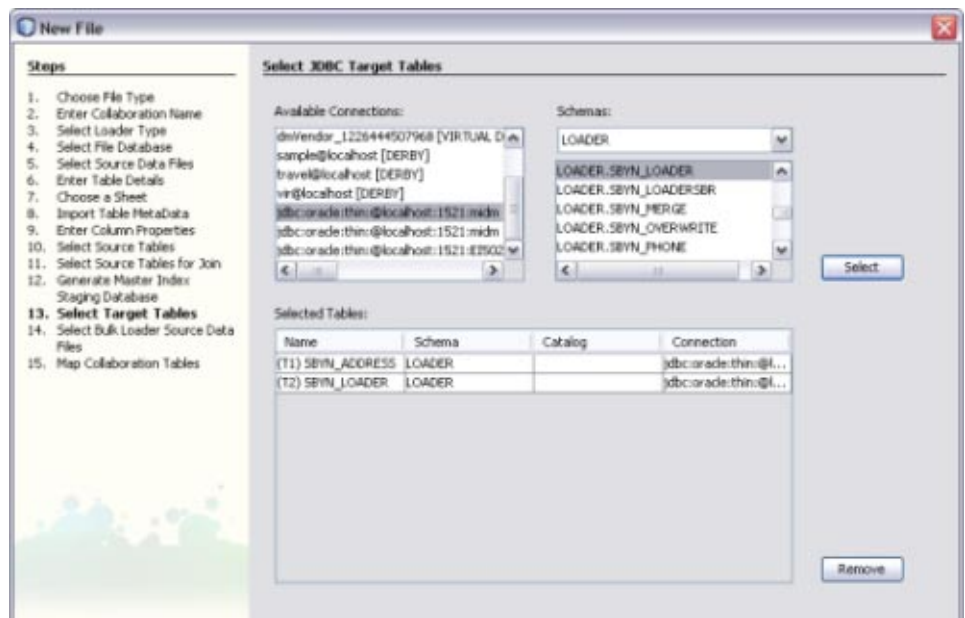 New File
Steps
1. Choose File Type
2. Enter Collaboration Name
3. Select Loader Type
4. Select File Database
5. Select Source Data Files
6. Enter Table Details
7. Choose a Sheet
8. Import Table MetaData
9. Enter Column Properties
10. Select Source Tables
11. Select Source Tables for Join
12. Generate Master Index
Staging Database
13. Select Target Tables
14. Select Bulk Loader Source Data
Files
15. Map Collaboration Tables
Select JDBC Target Tables
Available Connections:
dmVendor_1226444507968 [VIRTUAL D
sample@localhost [DERBY]
travel@localhost [DERBY]
vir@localhost [DERBY]
jdbc:oracle:thin:@localhost:1521:midm
jdbc:oracle:thin:@localhost:1521:midm
jdbc:oracle:thin:@localhost:1521:EIS02
Schemas:
LOADER
LOADER.SBYN_LOADER
LOADER.SBYN_LOADERSBR
LOADER.SBYN_MERGE
LOADER.SBYN_OVERWRITE
LOADER.SBYN_PHONE
Select
Selected Tables:
Name Schema Catalog Connection
(T1) SBYN_ADDRESS LOADER jdbc:oracle:thin:@l...
(T2) SBYN_LOADER LOADER jdbc:oracle:thin:@l...
Remove